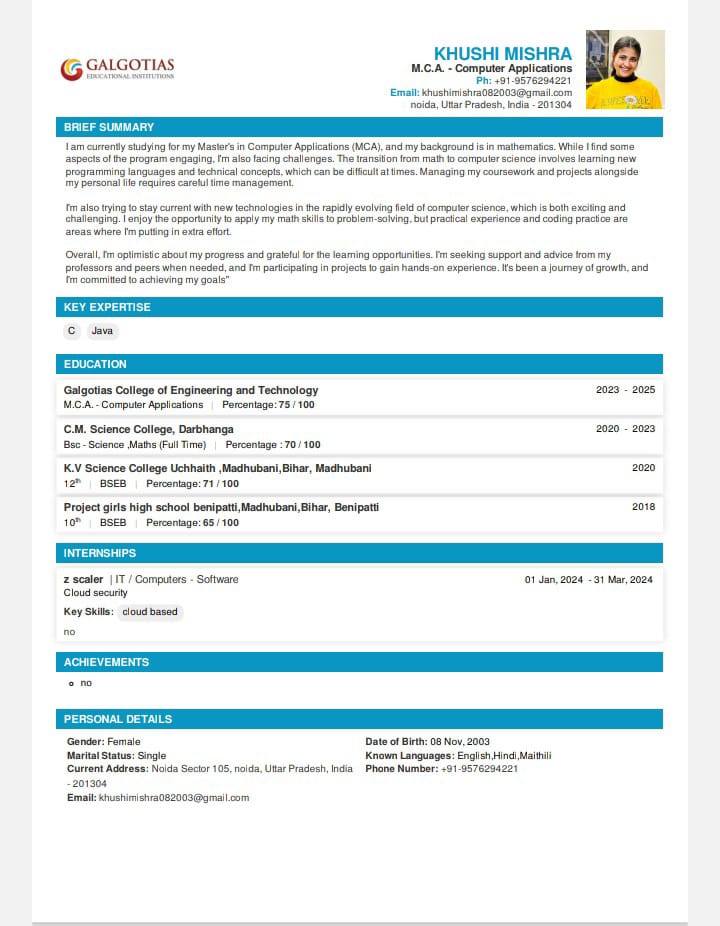 GALGOTIAS
EDUCATIONAL INSTITUTIONS
KHUSHI MISHRA
M.C.A. - Computer Applications
Ph: +91-9576294221
Email: khushimishra082003@gmail.com
noida, Uttar Pradesh, India - 201304
BRIEF SUMMARY
I am currently studying for my Master's in Computer Applications (MCA), and my background is in mathematics. While I find some
aspects of the program engaging, I'm also facing challenges. The transition from math to computer science involves learning new
programming languages and technical concepts, which can be difficult at times. Managing my coursework and projects alongside
my personal life requires careful time management.
I'm also trying to stay current with new technologies in the rapidly evolving field of computer science, which is both exciting and
challenging. I enjoy the opportunity to apply my math skills to problem-solving, but practical experience and coding practice are
areas where I'm putting in extra effort.
Overall, I'm optimistic about my progress and grateful for the learning opportunities. I'm seeking support and advice from my
professors and peers when needed, and I'm participating in projects to gain hands-on experience. It's been a journey of growth, and
I'm committed to achieving my goals"
KEY EXPERTISE
C Java
EDUCATION
Galgotias College of Engineering and Technology 2023 - 2025
M.C.A. - Computer Applications | Percentage: 75 / 100
C.M. Science College, Darbhanga 2020 - 2023
Bsc - Science ,Maths (Full Time) | Percentage : 70 / 100
K.V Science College Uchhaith ,Madhubani,Bihar, Madhubani 2020
12th | BSEB | Percentage: 71 / 100
Project girls high school benipatti,Madhubani,Bihar, Benipatti 2018
10th | BSEB | Percentage: 65 / 100
INTERNSHIPS
z scaler | IT / Computers - Software 01 Jan, 2024 - 31 Mar, 2024
Cloud security
Key Skills: cloud based
no
ACHIEVEMENTS
no
PERSONAL DETAILS
Gender: Female Date of Birth: 08 Nov, 2003
Marital Status: Single Known Languages: English,Hindi,Maithili
Current Address: Noida Sector 105, noida, Uttar Pradesh, India Phone Number: +91-9576294221
- 201304
Email: khushimishra082003@gmail.com